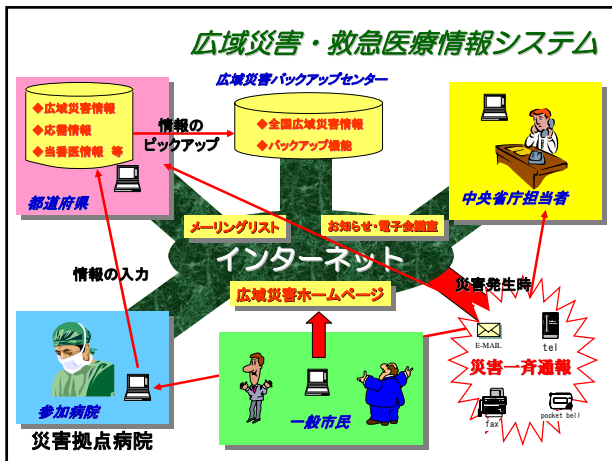 広域災害・救急医療情報システム
広域災害バックアップセンター
◆広域災害情報
◆応需情報
◆当番医情報 等
都道府県
情報の
ピックアップ
◆全国広域災害情報
◆バックアップ機能
中央省庁担当者
メーリングリスト
お知らせ・電子会議室
インターネット
広域災害ホームページ
情報の入力
災害発生時
E-MAIL
tel
災害一斉通報
fax
pocket bell
参加病院
災害拠点病院
一般市民